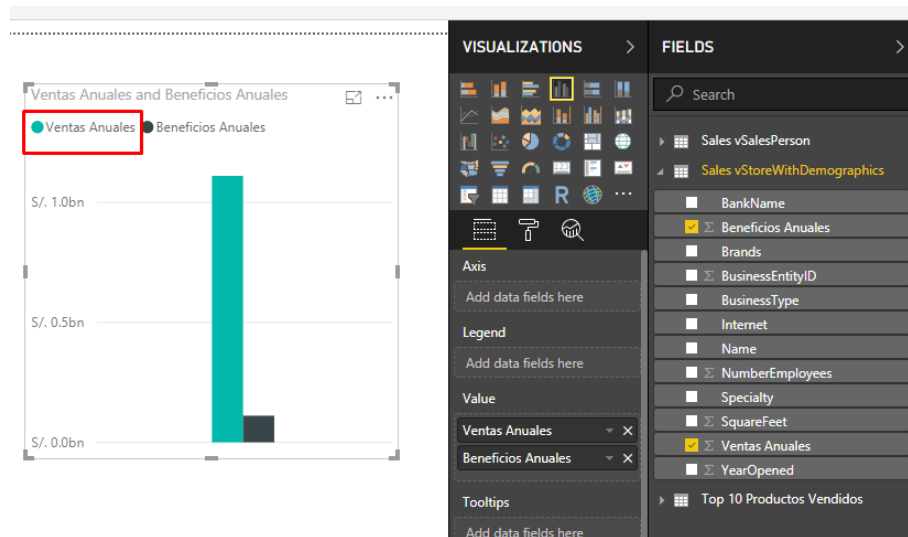 Ventas Anuales and Beneficios Anuales
Ventas Anuales Beneficios Anuales
S/. 1.0bn
S/. 0.5bn
S/. 0.0bn
VISUALIZATIONS
R
Axis
Add data fields here
Legend
Add data fields here
Value
Ventas Anuales
Beneficios Anuales
Tooltips
Add data fields here
FIELDS
Search
Sales vSalesPerson
Sales vStoreWithDemographics
BankName
Σ Beneficios Anuales
Brands
Σ BusinessEntityID
BusinessType
Internet
Name
Σ NumberEmployees
Specialty
Σ SquareFeet
Σ Ventas Anuales
Σ YearOpened
Top 10 Productos Vendidos